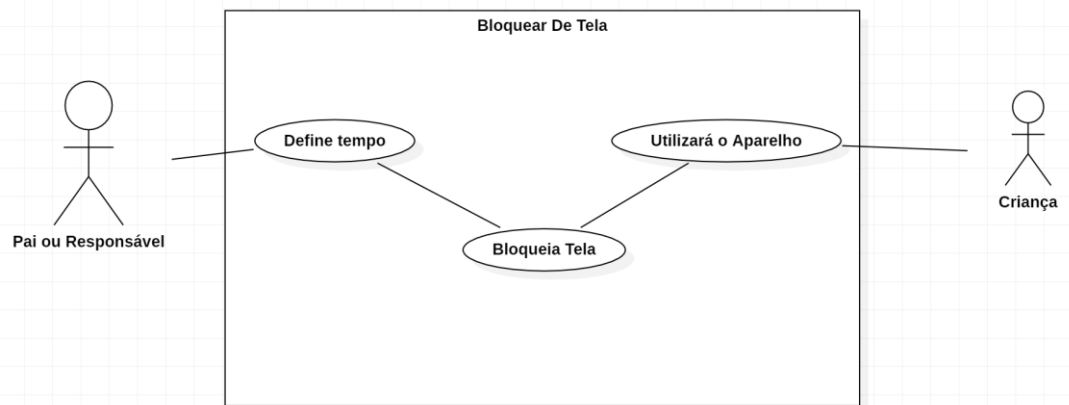 Bloquear De Tela
Define tempo
Utilizará o Aparelho
Criança
Pai ou Responsável
Bloqueia Tela